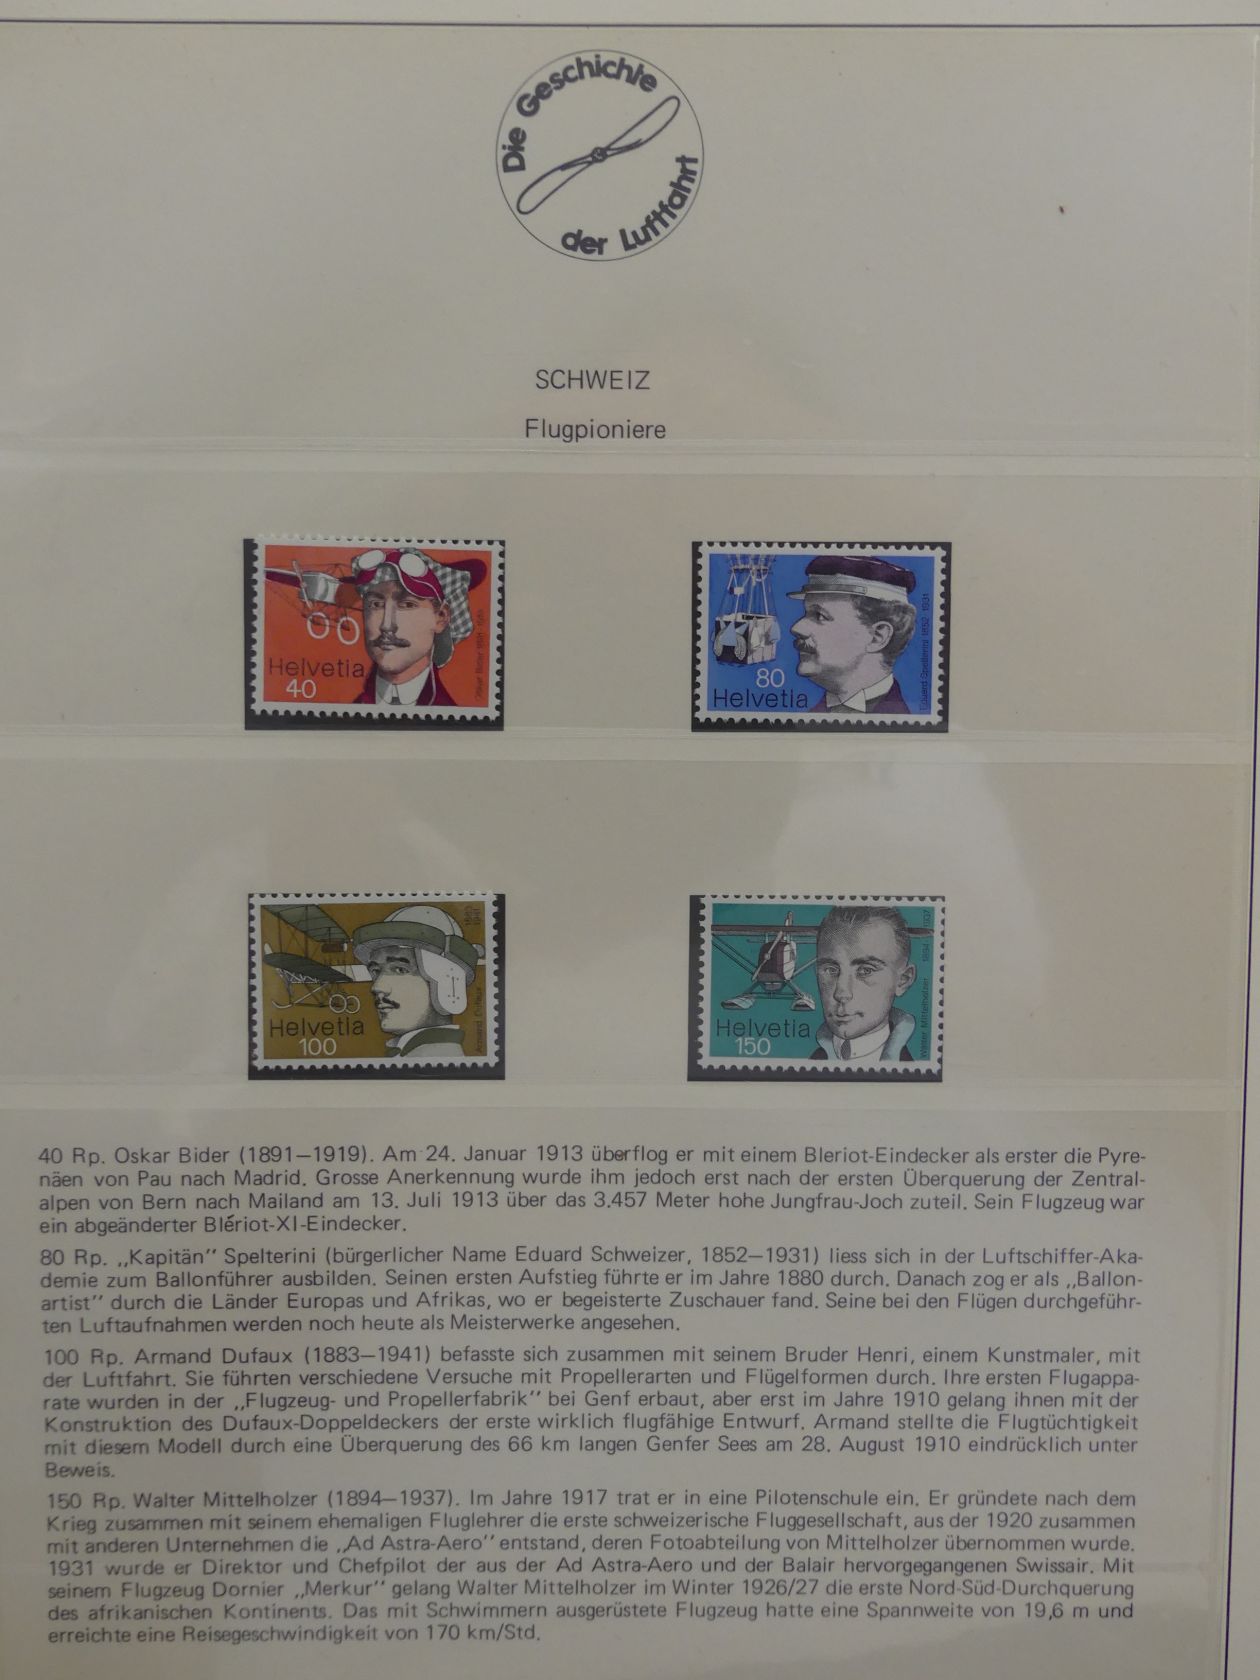 Die Geschichte
der Luftfahrt
SCHWEIZ
Flugpioniere
Helvetia
40
Oskar Bider 1891-1919
80
Helvetia
Eduard Spelterini 1852-1931
Helvetia
100
Armand Dufaux
1883
1941
Helvetia
150
Walter Mittelholzer 1894-1937
40 Rp. Oskar Bider (1891—1919). Am 24. Januar 1913 überflog er mit einem Bleriot-Eindecker als erster die Pyre-
näen von Pau nach Madrid. Grosse Anerkennung wurde ihm jedoch erst nach der ersten Überquerung der Zentral-
alpen von Bern nach Mailand am 13. Juli 1913 über das 3.457 Meter hohe Jungfrau-Joch zuteil. Sein Flugzeug war
ein abgeänderter Blériot-XI-Eindecker.
80 Rp. „Kapitän” Spelterini (bürgerlicher Name Eduard Schweizer, 1852—1931) liess sich in der Luftschiffer-Aka-
demie zum Ballonführer ausbilden. Seinen ersten Aufstieg führte er im Jahre 1880 durch. Danach zog er als „Ballon-
artist” durch die Länder Europas und Afrikas, wo er begeisterte Zuschauer fand. Seine bei den Flügen durchgeführ-
ten Luftaufnahmen werden noch heute als Meisterwerke angesehen.
100 Rp. Armand Dufaux (1883—1941) befasste sich zusammen mit seinem Bruder Henri, einem Kunstmaler, mit
der Luftfahrt. Sie führten verschiedene Versuche mit Propellerarten und Flügelformen durch. Ihre ersten Flugappa-
rate wurden in der „Flugzeug- und Propellerfabrik” bei Genf erbaut, aber erst im Jahre 1910 gelang ihnen mit der
Konstruktion des Dufaux-Doppeldeckers der erste wirklich flugfähige Entwurf. Armand stellte die Flugtüchtigkeit
mit diesem Modell durch eine Überquerung des 66 km langen Genfer Sees am 28. August 1910 eindrücklich unter
Beweis.
150 Rp. Walter Mittelholzer (1894—1937). Im Jahre 1917 trat er in eine Pilotenschule ein. Er gründete nach dem
Krieg zusammen mit seinem ehemaligen Fluglehrer die erste schweizerische Fluggesellschaft, aus der 1920 zusammen
mit anderen Unternehmen die „Ad Astra-Aero” entstand, deren Fotoabteilung von Mittelholzer übernommen wurde.
1931 wurde er Direktor und Chefpilot der aus der Ad Astra-Aero und der Balair hervorgegangenen Swissair. Mit
seinem Flugzeug Dornier „Merkur” gelang Walter Mittelholzer im Winter 1926/27 die erste Nord-Süd-Durchquerung
des afrikanischen Kontinents. Das mit Schwimmern ausgerüstete Flugzeug hatte eine Spannweite von 19,6 m und
erreichte eine Reisegeschwindigkeit von 170 km/Std.